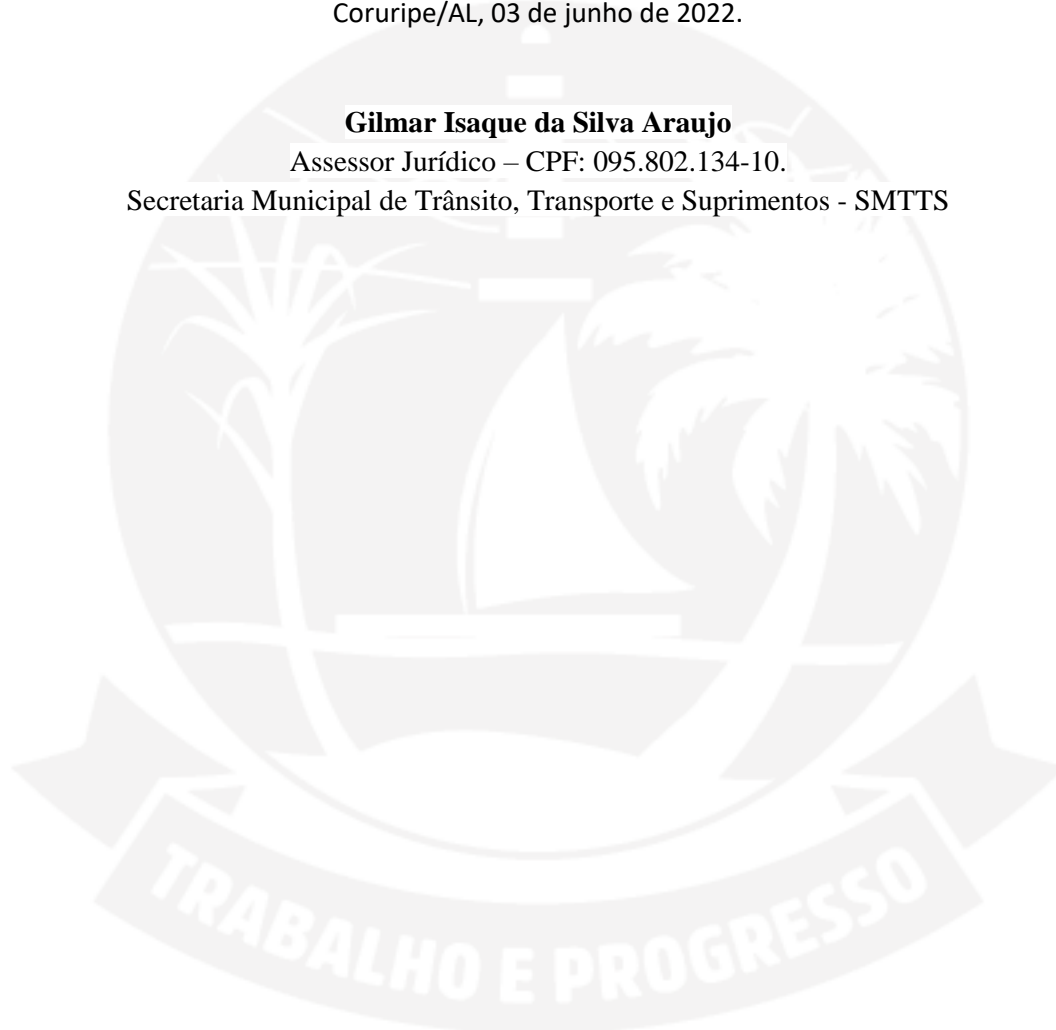 Coruripe/AL, 03 de junho de 2022.
Gilmar Isaque da Silva Araujo
Assessor Jurídico – CPF: 095.802.134-10.
Secretaria Municipal de Trânsito, Transporte e Suprimentos - SMTTS
TRABALHO E PROGRESSO